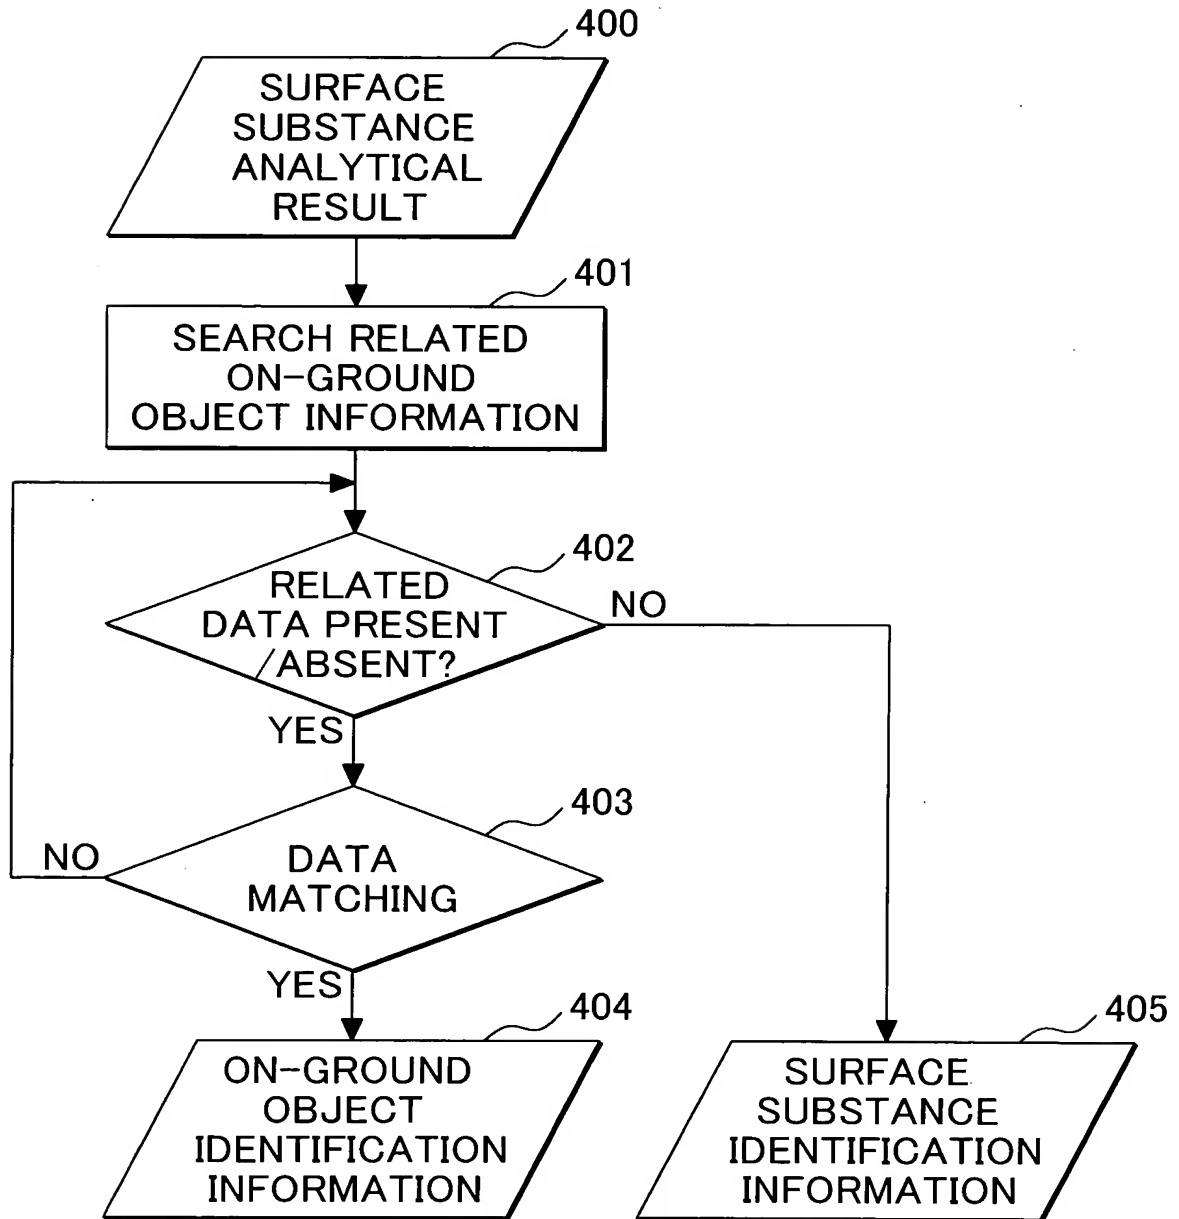 400
SURFACE
SUBSTANCE
ANALYTICAL
RESULT
401
SEARCH RELATED
ON-GROUND
OBJECT INFORMATION
402
RELATED
DATA PRESENT
/ABSENT?
NO
YES
403
DATA
MATCHING
NO
YES
404
ON-GROUND
OBJECT
IDENTIFICATION
INFORMATION
405
SURFACE
SUBSTANCE
IDENTIFICATION
INFORMATION